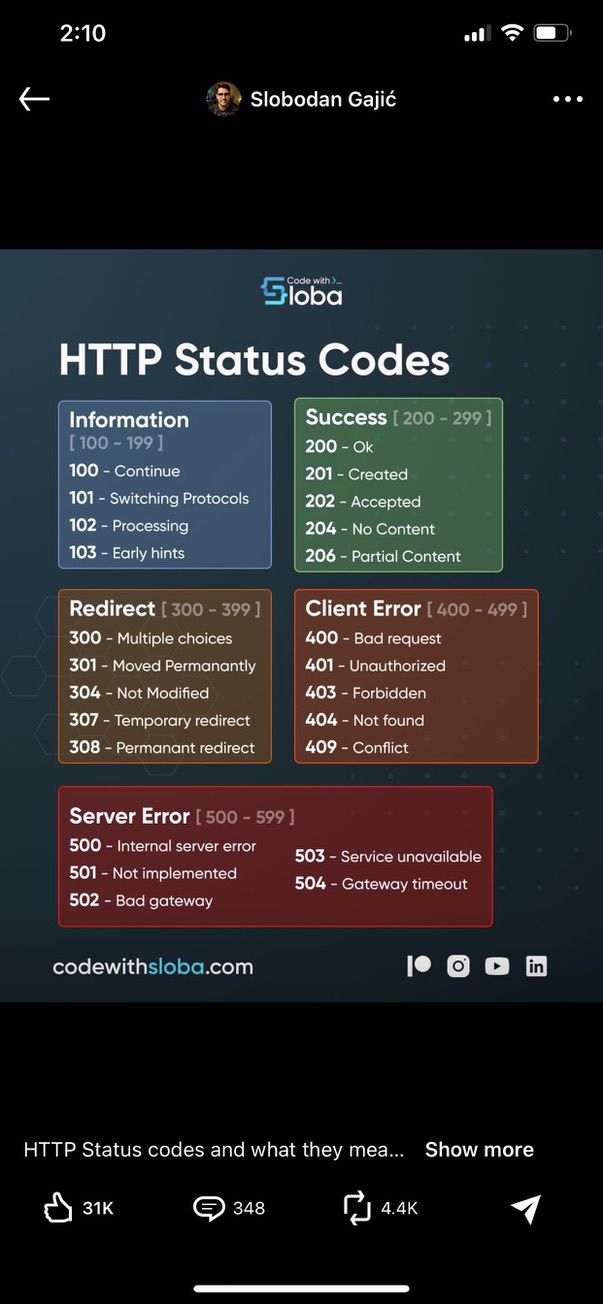 2:10
Slobodan Gajić
Code with >_
Sloba
HTTP Status Codes
Information
[ 100 - 199 ]
100 - Continue
101 - Switching Protocols
102 - Processing
103 - Early hints
Success [ 200 - 299 ]
200 - Ok
201 - Created
202 - Accepted
204 - No Content
206 - Partial Content
Redirect [ 300 - 399 ]
300 - Multiple choices
301 - Moved Permanantly
304 - Not Modified
307 - Temporary redirect
308 - Permanant redirect
Client Error [ 400 - 499 ]
400 - Bad request
401 - Unauthorized
403 - Forbidden
404 - Not found
409 - Conflict
Server Error [ 500 - 599 ]
500 - Internal server error
501 - Not implemented
502 - Bad gateway
503 - Service unavailable
504 - Gateway timeout
codewithsloba.com
in
HTTP Status codes and what they mea... Show more
31K 348 4.4K